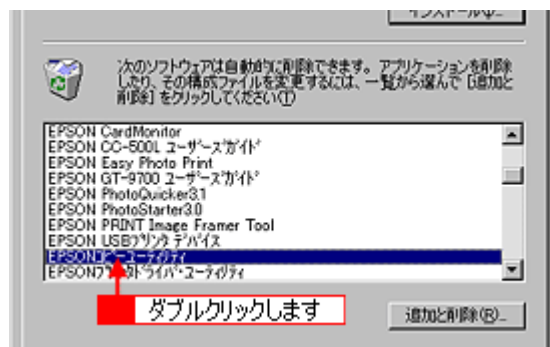 インストール(I)...
次のソフトウェアは自動的に削除できます。アプリケーションを削除
したり、その構成ファイルを変更するには、一覧から選んで [追加と
削除] をクリックしてください(T)
EPSON CardMonitor
EPSON CC-500L ユーザーズガイド
EPSON Easy Photo Print
EPSON GT-9700 ユーザーズガイド
EPSON PhotoQuicker3.1
EPSON PhotoStarter3.0
EPSON PRINT Image Framer Tool
EPSON USBプリンタ デバイス
EPSONコピーユーティリティ
EPSONプリンタドライバ・ユーティリティ
ダブルクリックします
追加と削除(R)...